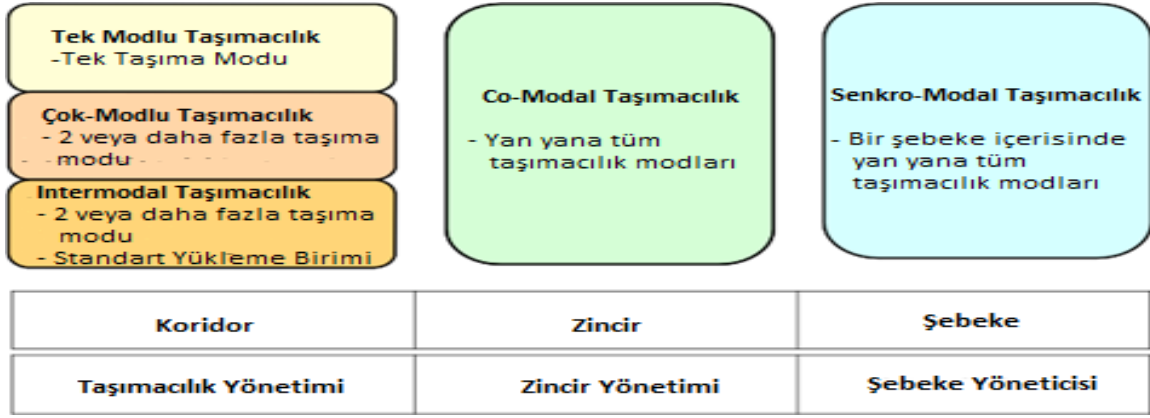 Tek Modlu Taşımacılık
-Tek Taşıma Modu
Çok-Modlu Taşımacılık
- 2 veya daha fazla taşıma
modu
Intermodal Taşımacılık
- 2 veya daha fazla taşıma
modu
- Standart Yükleme Birimi
Co-Modal Taşımacılık
- Yan yana tüm
taşımacılık modları
Senkro-Modal Taşımacılık
- Bir şebeke içerisinde
yan yana tüm
taşımacılık modları
Koridor
Zincir
Şebeke
Taşımacılık Yönetimi
Zincir Yönetimi
Şebeke Yöneticisi